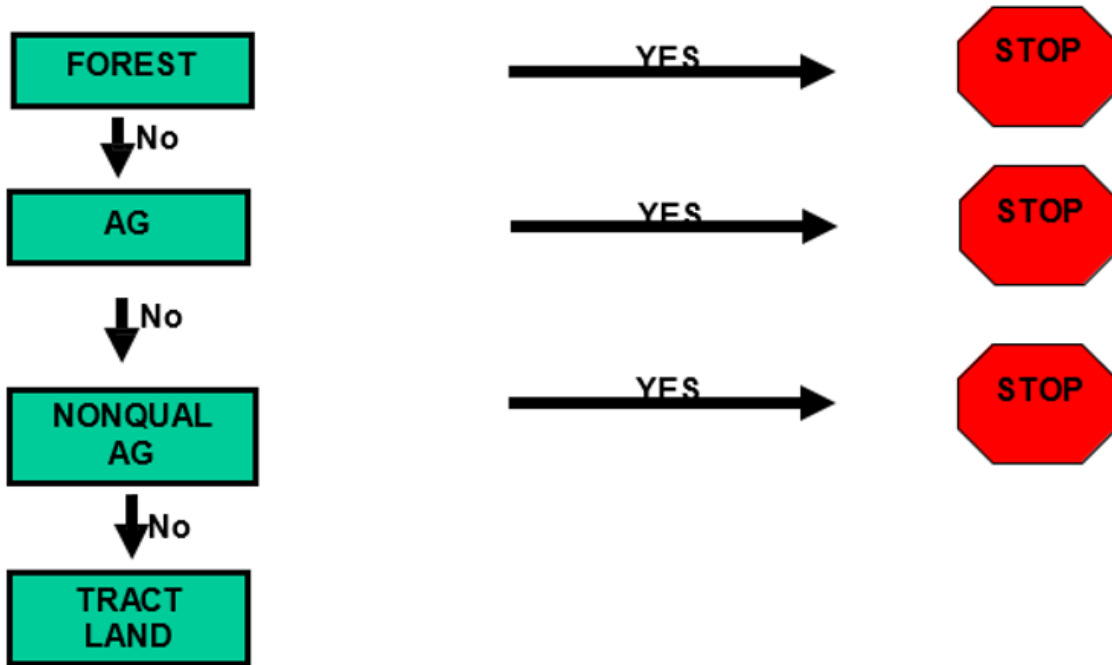 FOREST
YES
STOP
No
AG
YES
STOP
No
NONQUAL
AG
YES
STOP
No
TRACT
LAND